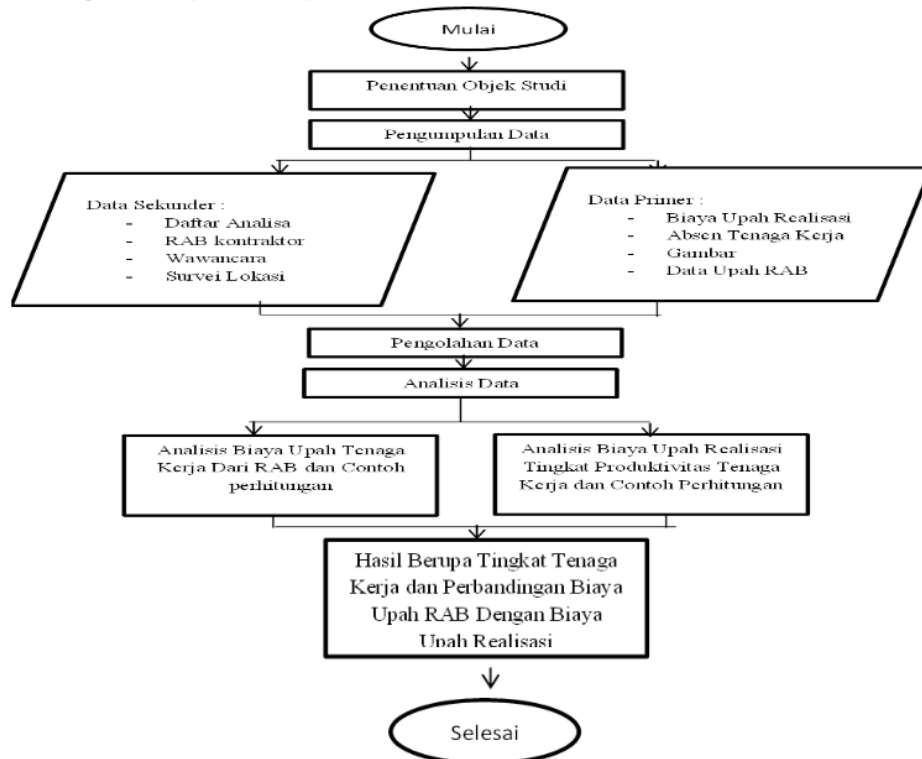 Mulai
Penentuan Objek Studi
Pengumpulan Data
Data Sekunder :
- Daftar Analisa
- RAB kontraktor
- Wawancara
- Survei Lokasi
Data Primer :
- Biaya Upah Realisasi
- Absen Tenaga Kerja
- Gambar
- Data Upah RAB
Pengolahan Data
Analisis Data
Analisis Biaya Upah Tenaga
Kerja Dari RAB dan Contoh
perhitungan
Analisis Biaya Upah Realisasi
Tingkat Produktivitas Tenaga
Kerja dan Contoh Perhitungan
Hasil Berupa Tingkat Tenaga
Kerja dan Perbandingan Biaya
Upah RAB Dengan Biaya
Upah Realisasi
Selesai